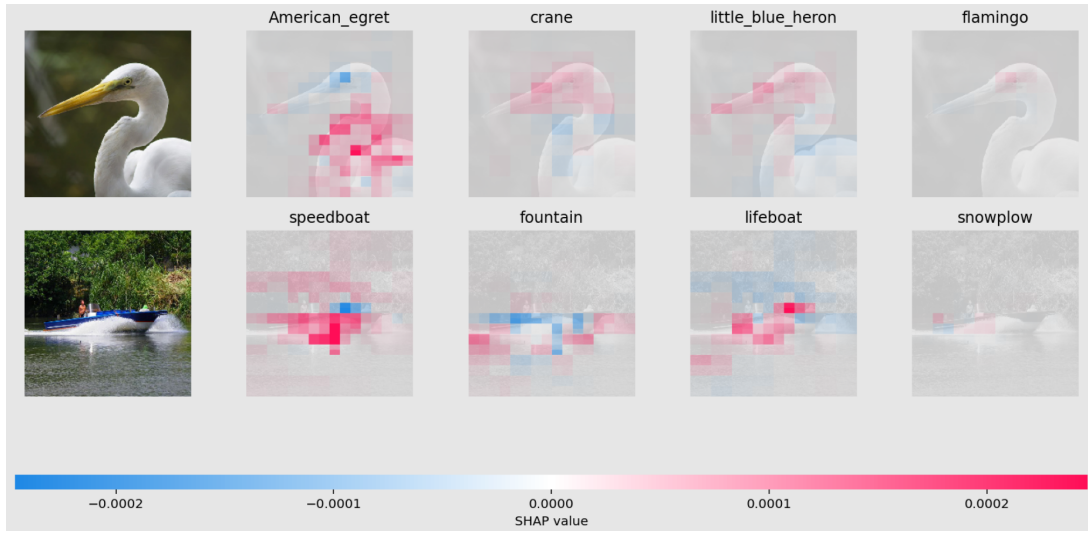 American_egret crane little_blue_heron flamingo
speedboat fountain lifeboat snowplow
−0.0002 −0.0001 0.0000 0.0001 0.0002
SHAP value